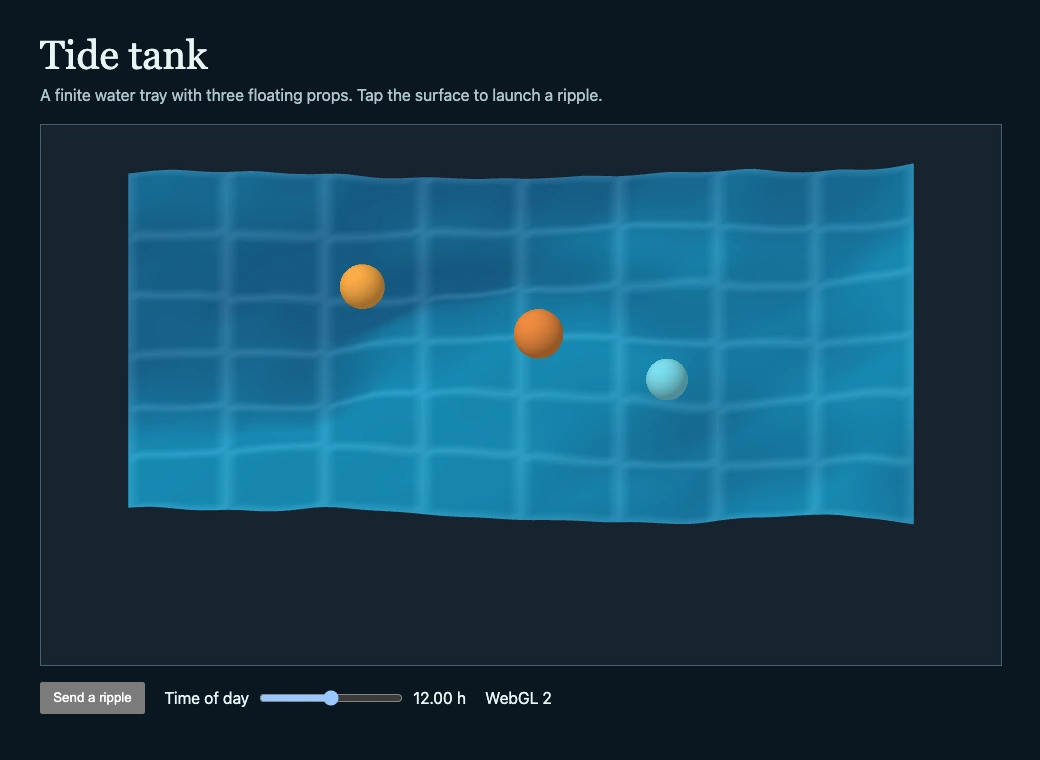 Tide tank
A finite water tray with three floating props. Tap the surface to launch a ripple.
Send a ripple Time of day 12.00 h WebGL 2